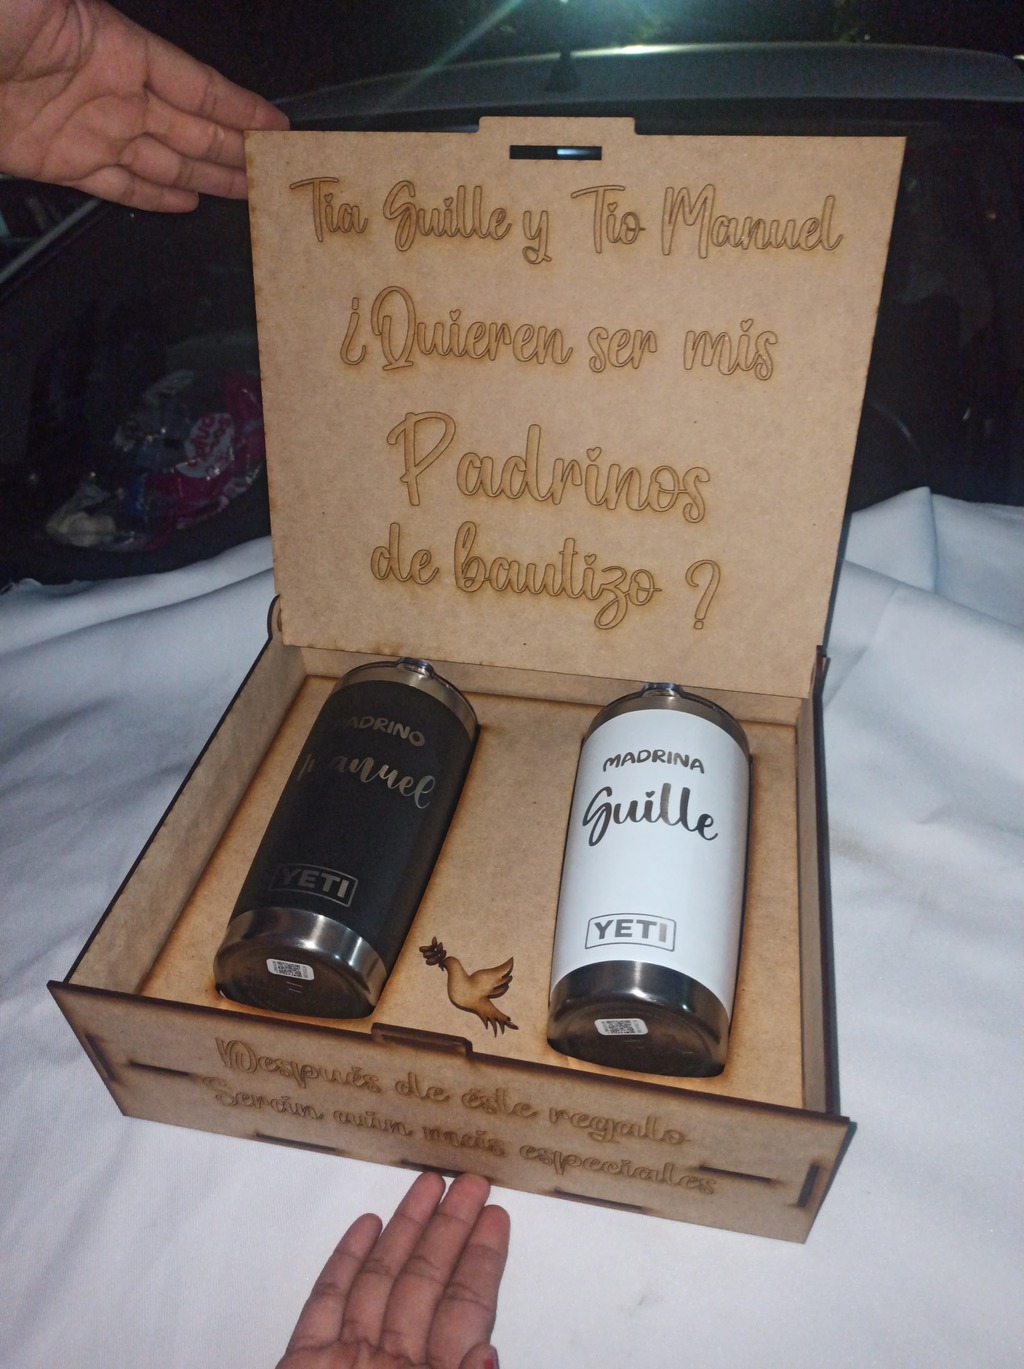 Tia Guille y Tio Manuel
¿Quieren ser mis
Padrinos
de bautizo ?
PADRINO
Manuel
YETI
MADRINA
Guille
YETI
Después de éste regalo
Serán aún más especiales